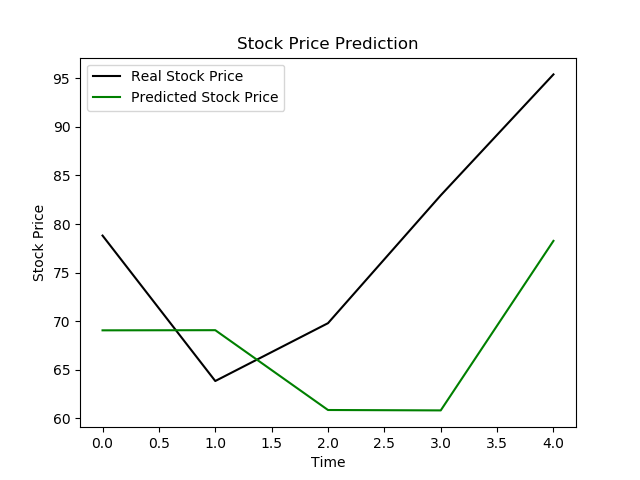 Stock Price Prediction
Real Stock Price
Predicted Stock Price
Stock Price
95
90
85
80
75
70
65
60
0.0 0.5 1.0 1.5 2.0 2.5 3.0 3.5 4.0
Time